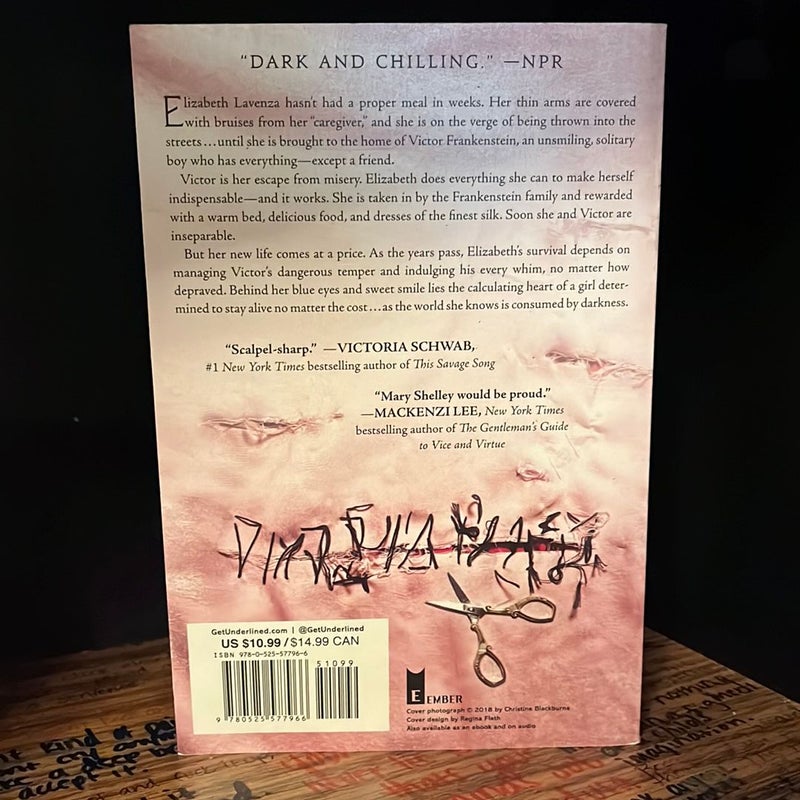 "DARK AND CHILLING." —NPR
Elizabeth Lavenza hasn't had a proper meal in weeks. Her thin arms are covered
with bruises from her "caregiver," and she is on the verge of being thrown into the
streets...until she is brought to the home of Victor Frankenstein, an unsmiling, solitary
boy who has everything—except a friend.
Victor is her escape from misery. Elizabeth does everything she can to make herself
indispensable—and it works. She is taken in by the Frankenstein family and rewarded
with a warm bed, delicious food, and dresses of the finest silk. Soon she and Victor are
inseparable.
But her new life comes at a price. As the years pass, Elizabeth's survival depends on
managing Victor's dangerous temper and indulging his every whim, no matter how
depraved. Behind her blue eyes and sweet smile lies the calculating heart of a girl deter-
mined to stay alive no matter the cost...as the world she knows is consumed by darkness.
"Scalpel-sharp." —VICTORIA SCHWAB,
#1 New York Times bestselling author of This Savage Song
"Mary Shelley would be proud."
—MACKENZI LEE, New York Times
bestselling author of The Gentleman's Guide
to Vice and Virtue
GetUnderlined.com | @GetUnderlined
US $10.99 / $14.99 CAN
ISBN 978-0-525-57796-6
51099
9 780525 577966
E EMBER
Cover photograph © 2018 by Christine Blackburne
Cover design by Regina Flath
Also available as an ebook and on audio
kind
accept it